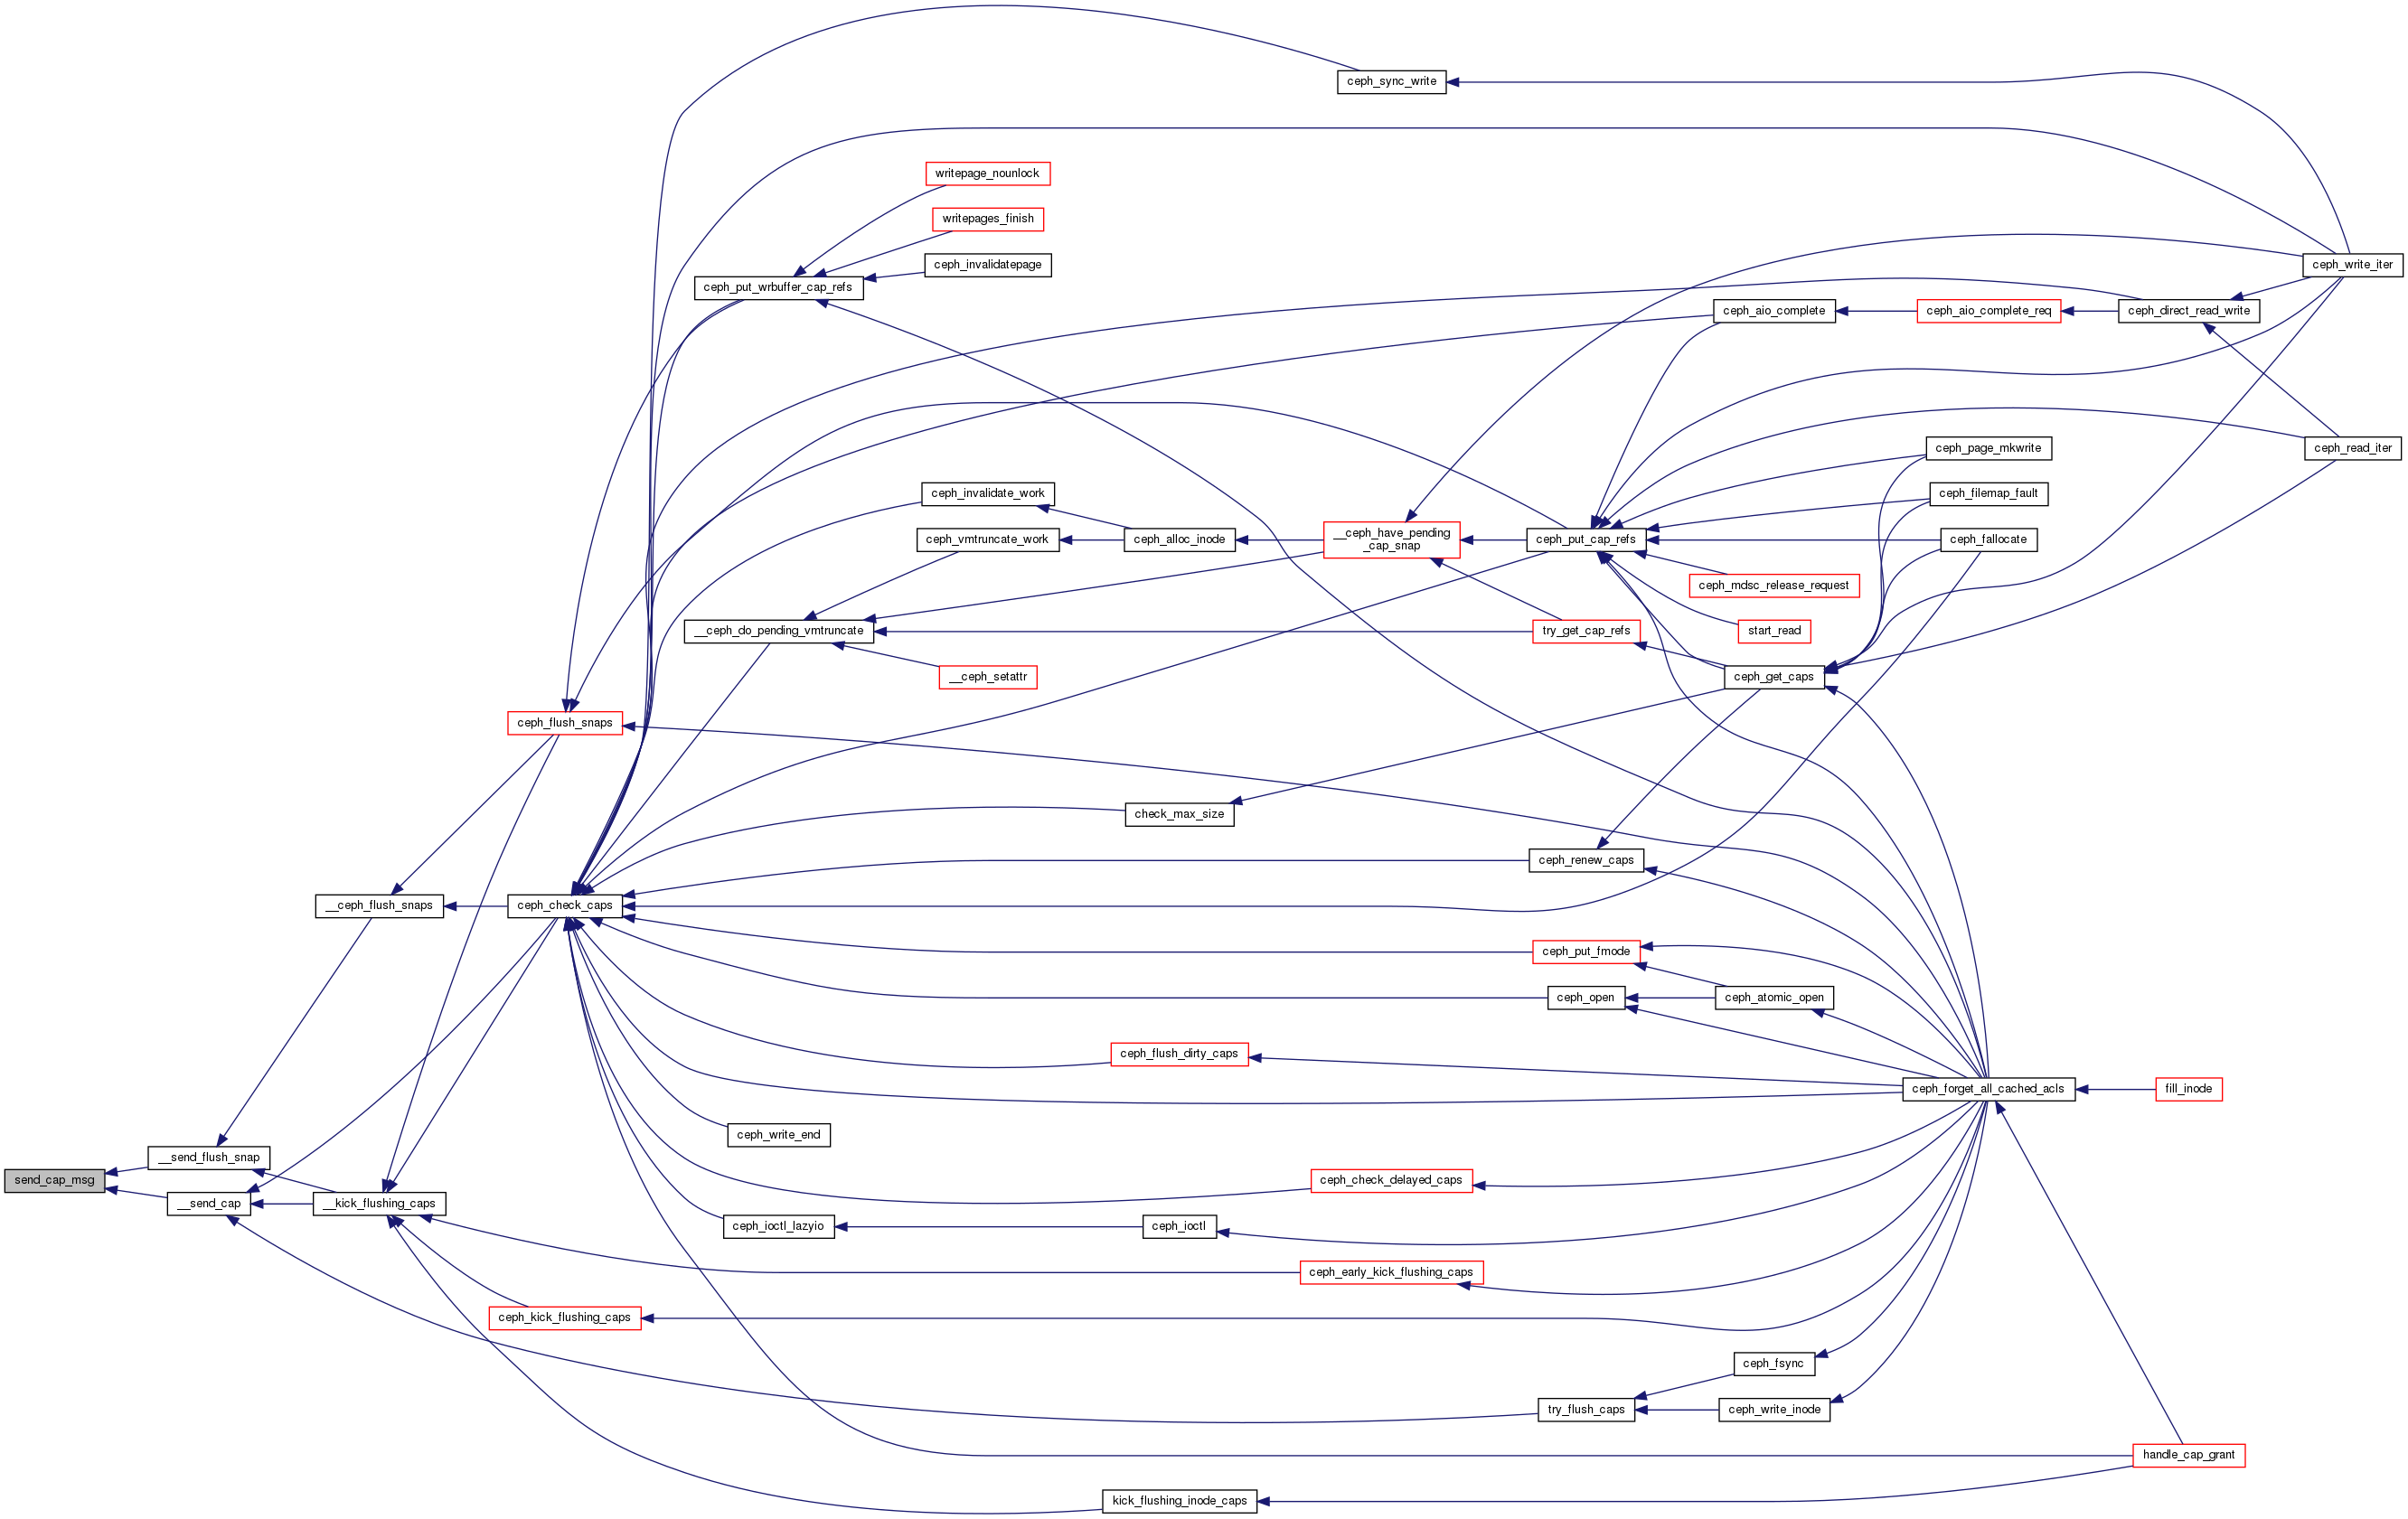 ceph_sync_write
writepage_nounlock
writepages_finish
ceph_invalidatepage
ceph_write_iter
ceph_put_wrbuffer_cap_refs
ceph_aio_complete
ceph_aio_complete_req
ceph_direct_read_write
ceph_page_mkwrite
ceph_read_iter
ceph_invalidate_work
ceph_filemap_fault
ceph_vmtruncate_work
ceph_alloc_inode
__ceph_have_pending
_cap_snap
ceph_put_cap_refs
ceph_fallocate
ceph_mdsc_release_request
__ceph_do_pending_vmtruncate
try_get_cap_refs
start_read
__ceph_setattr
ceph_get_caps
ceph_flush_snaps
check_max_size
ceph_renew_caps
__ceph_flush_snaps
ceph_check_caps
ceph_put_fmode
ceph_open
ceph_atomic_open
ceph_flush_dirty_caps
ceph_forget_all_cached_acls
fill_inode
ceph_write_end
__send_flush_snap
send_cap_msg
ceph_check_delayed_caps
__send_cap
__kick_flushing_caps
ceph_ioctl_lazyio
ceph_ioctl
ceph_early_kick_flushing_caps
ceph_kick_flushing_caps
ceph_fsync
try_flush_caps
ceph_write_inode
handle_cap_grant
kick_flushing_inode_caps